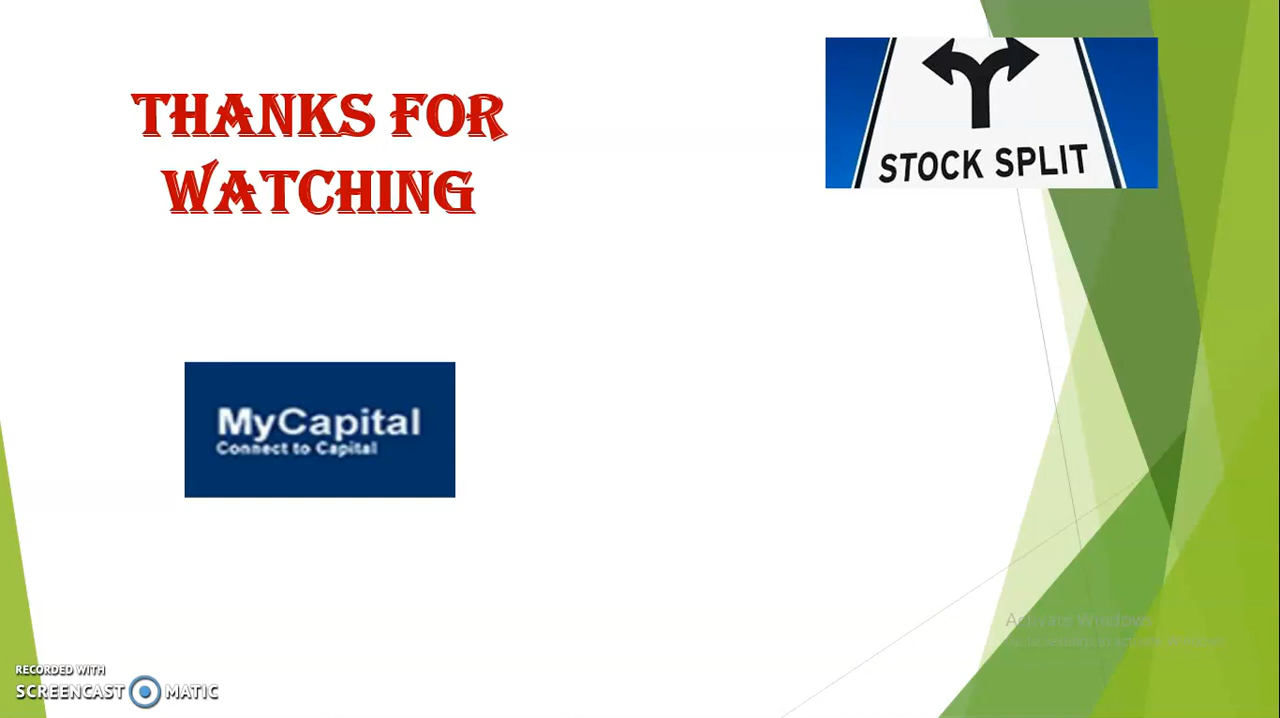 THANKS FOR
WATCHING
STOCK SPLIT
MyCapital
Connect to Capital
Activate Windows
RECORDED WITH
SCREENCAST MATIC